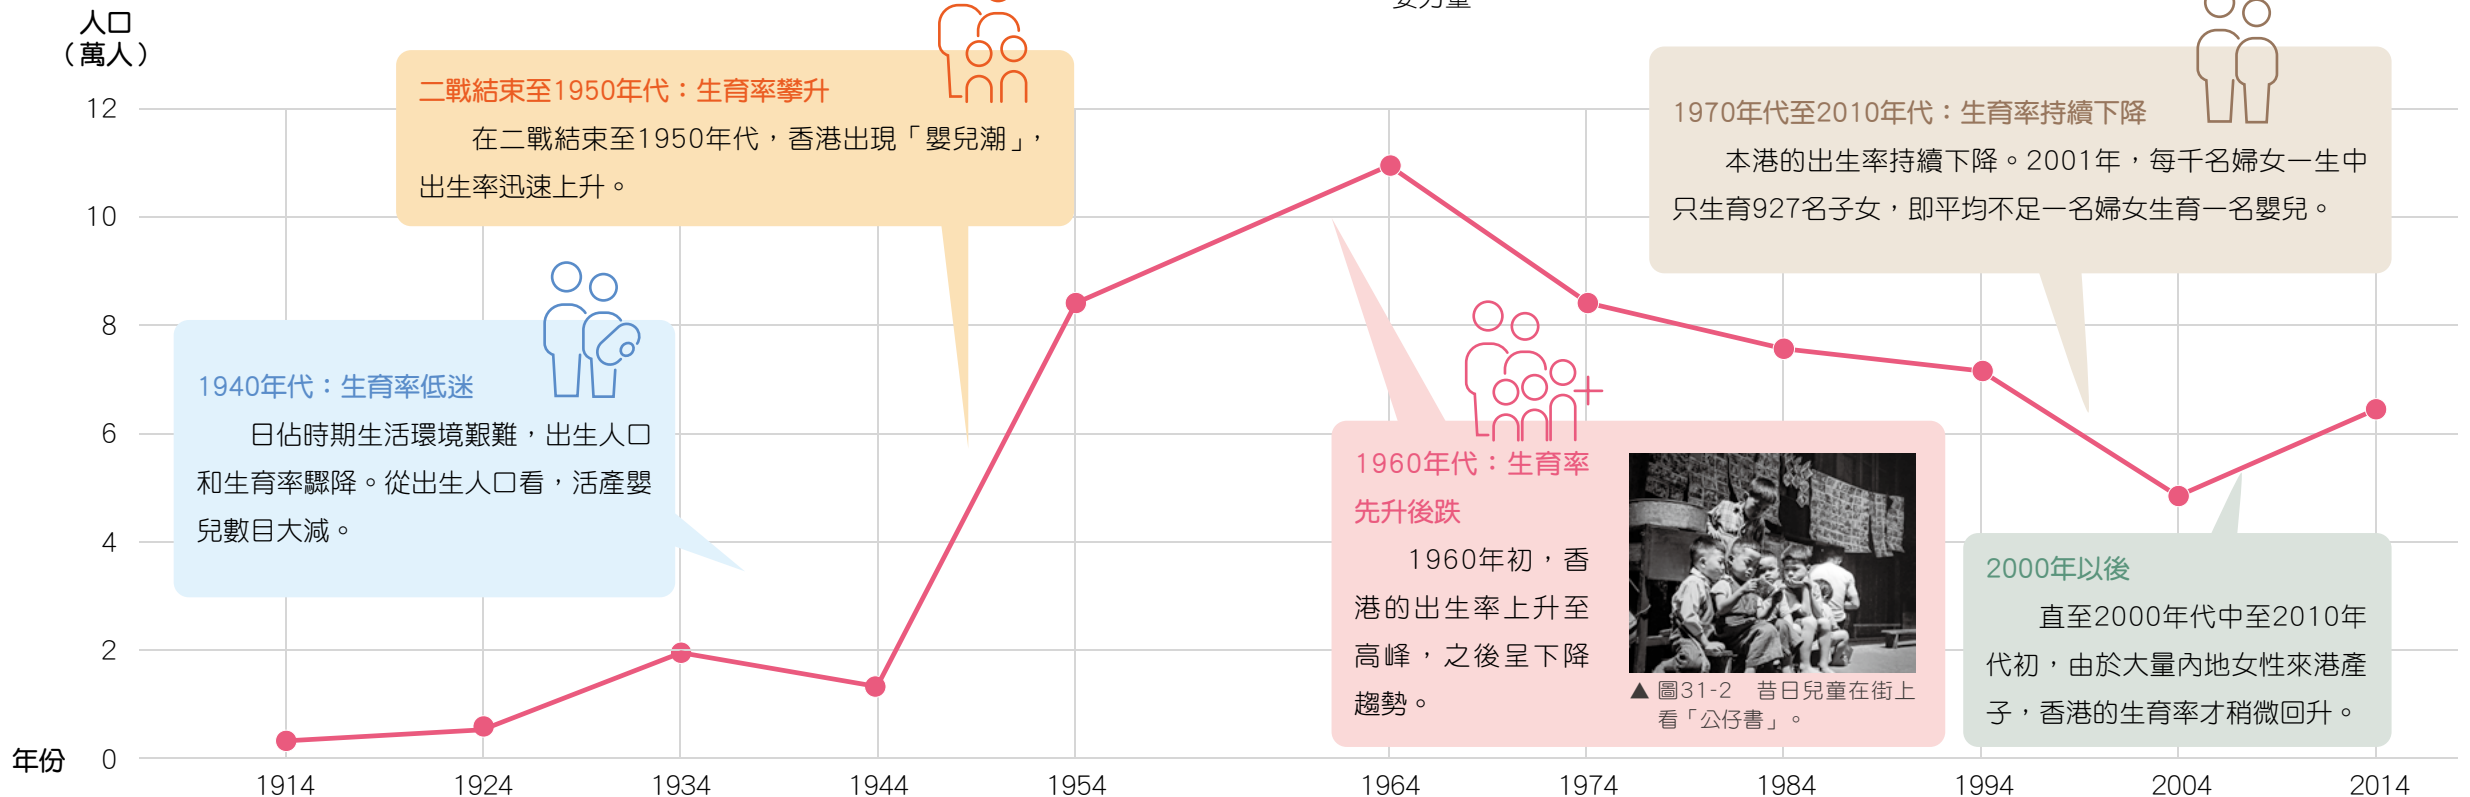 要力量
人口
（萬人）
12
10
8
6
4
2
0
年份
1914
1924
1934
1944
1954
1964
1974
1984
1994
2004
2014
1940年代：生育率低迷
日佔時期生活環境艱難，出生人口
和生育率驟降。從出生人口看，活產嬰
兒數目大減。
二戰結束至1950年代：生育率攀升
在二戰結束至1950年代，香港出現「嬰兒潮」，
出生率迅速上升。
1960年代：生育率
先升後跌
1960年初，香
港的出生率上升至
高峰，之後呈下降
趨勢。
▲ 圖31-2　昔日兒童在街上
看「公仔書」。
1970年代至2010年代：生育率持續下降
本港的出生率持續下降。2001年，每千名婦女一生中
只生育927名子女，即平均不足一名婦女生育一名嬰兒。
2000年以後
直至2000年代中至2010年
代初，由於大量內地女性來港產
子，香港的生育率才稍微回升。